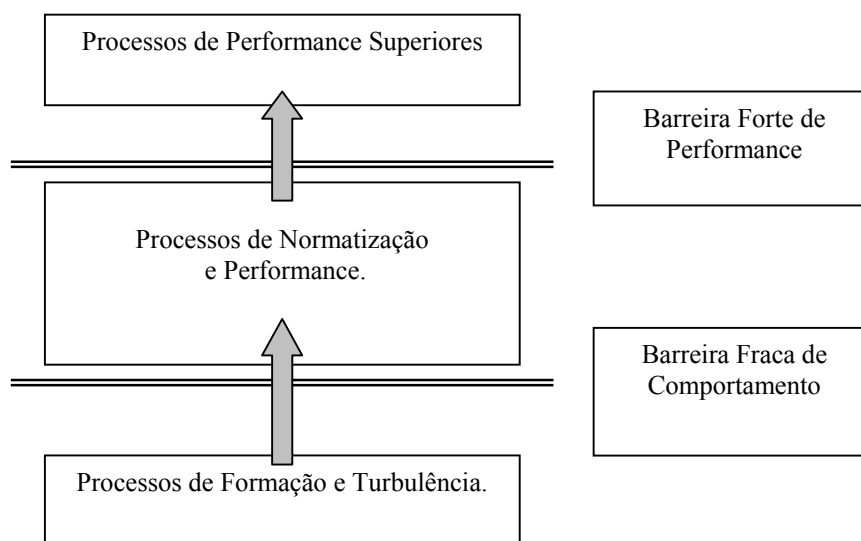 Processos de Performance Superiores
Barreira Forte de
Performance
Processos de Normatização
e Performance.
Barreira Fraca de
Comportamento
Processos de Formação e Turbulência.